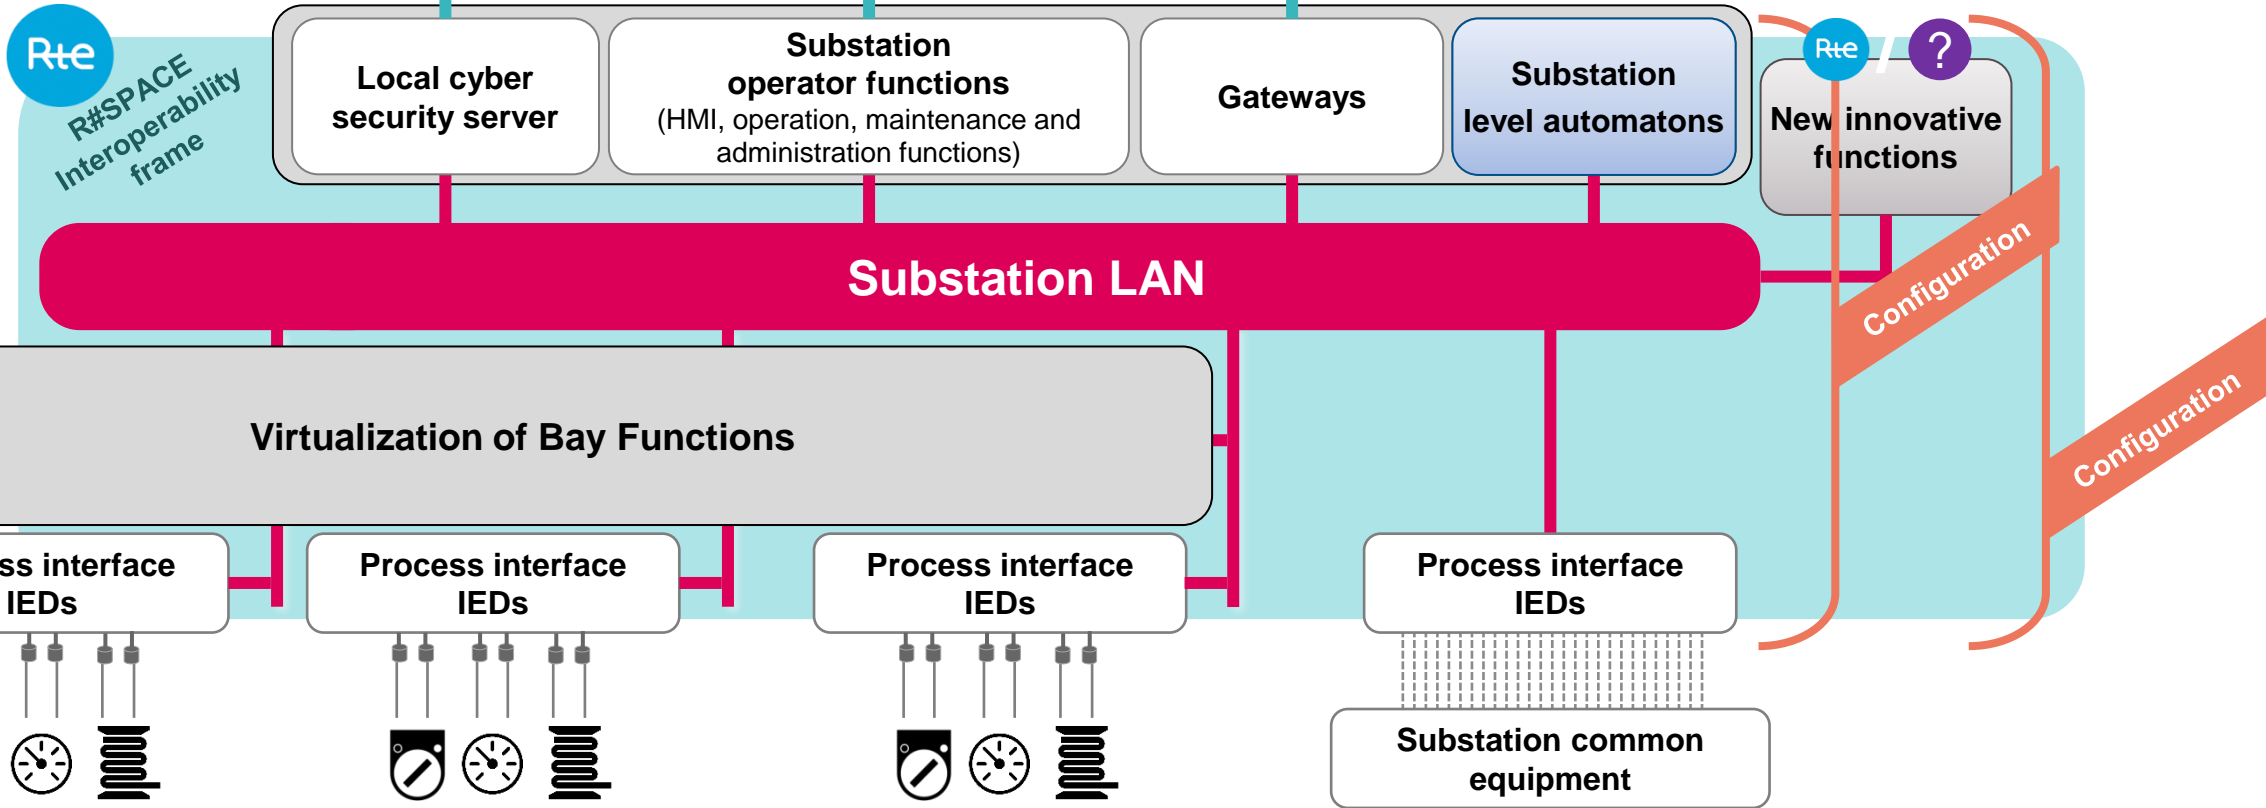 Rte
R#SPACE
Interoperability
frame
Local cyber
security server
Substation
operator functions
(HMI, operation, maintenance and
administration functions)
Gateways
Substation
level automatons
Rte / ?
New innovative
functions
Substation LAN
Configuration
Configuration
Virtualization of Bay Functions
ss interface
IEDs
Process interface
IEDs
Process interface
IEDs
Process interface
IEDs
Substation common
equipment